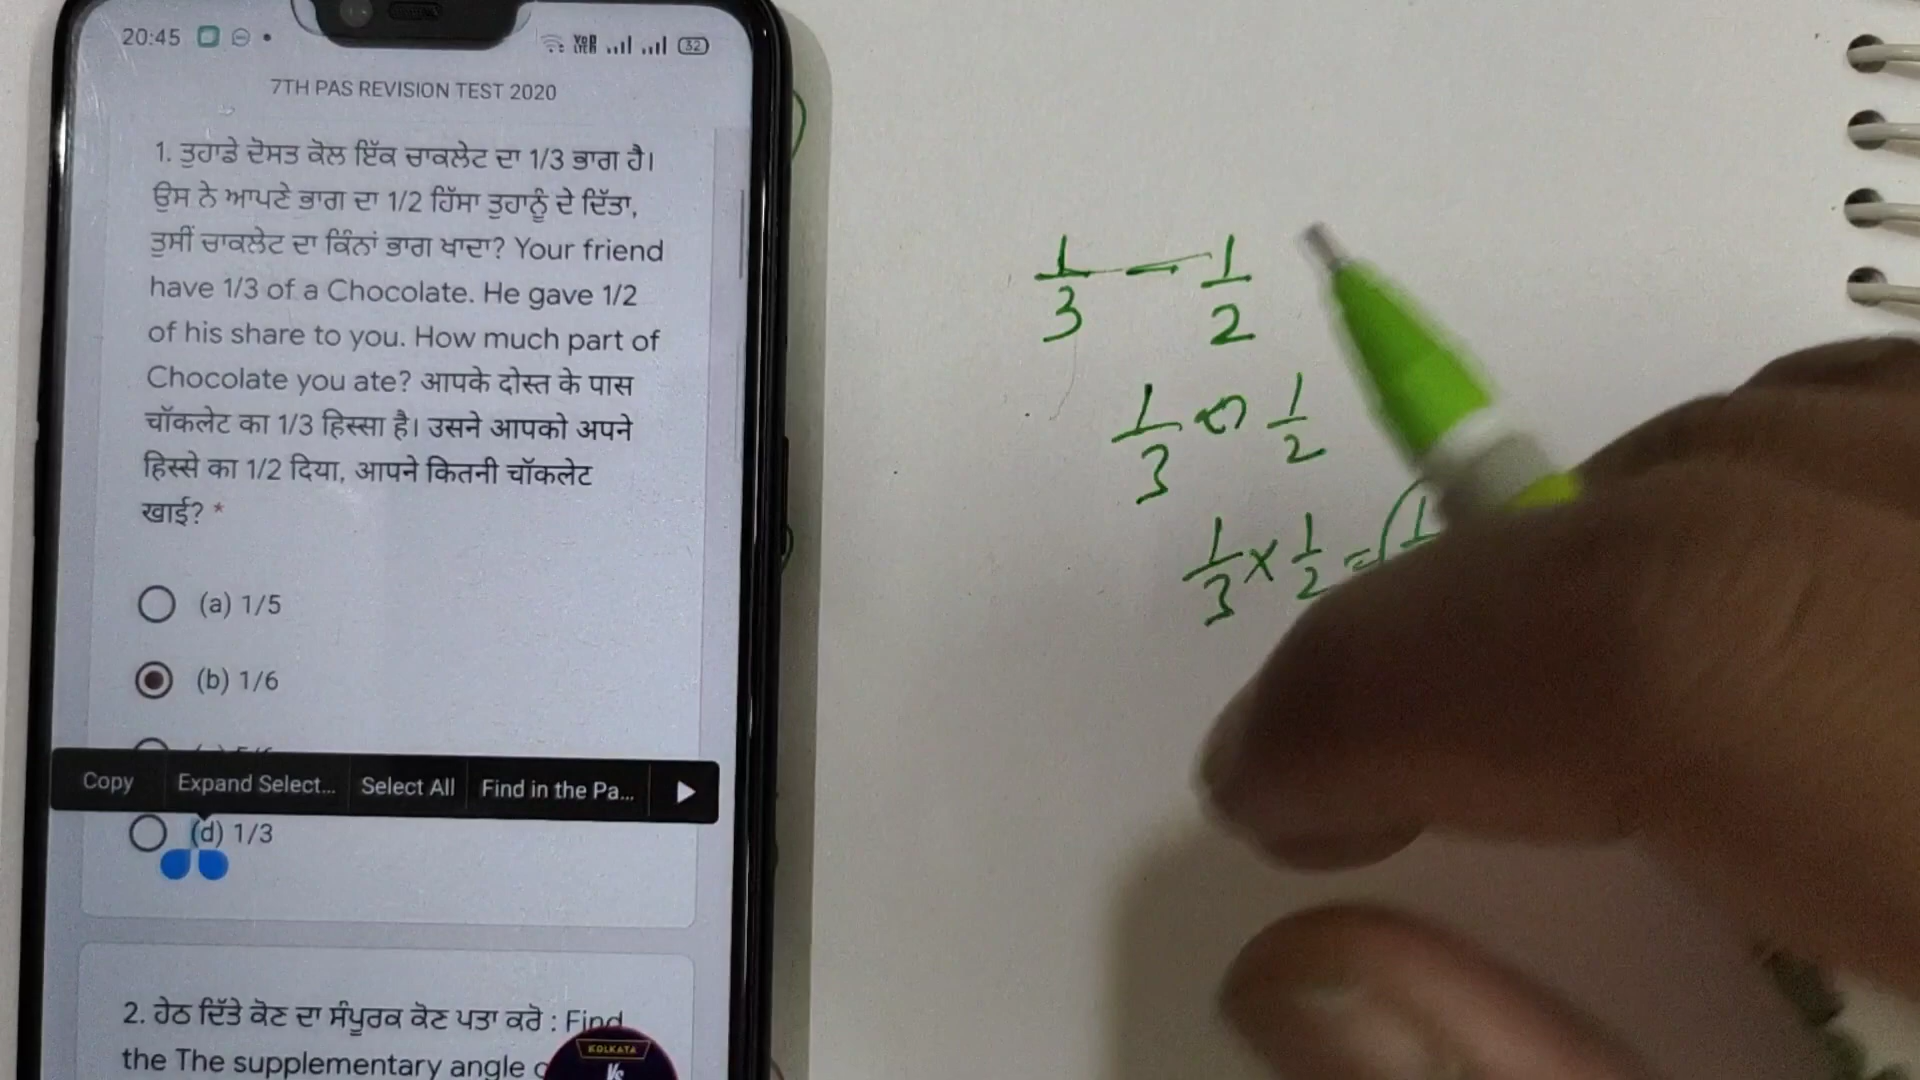 20:45
32
7TH PAS REVISION TEST 2020
1. ਤੁਹਾਡੇ ਦੋਸਤ ਕੋਲ ਇੱਕ ਚਾਕਲੇਟ ਦਾ 1/3 ਭਾਗ ਹੈ।
ਉਸ ਨੇ ਆਪਣੇ ਭਾਗ ਦਾ 1/2 ਹਿੱਸਾ ਤੁਹਾਨੂੰ ਦੇ ਦਿੱਤਾ,
ਤੁਸੀਂ ਚਾਕਲੇਟ ਦਾ ਕਿੰਨਾਂ ਭਾਗ ਖਾਦਾ? Your friend
have 1/3 of a Chocolate. He gave 1/2
of his share to you. How much part of
Chocolate you ate? आपके दोस्त के पास
चॉकलेट का 1/3 हिस्सा है। उसने आपको अपने
हिस्से का 1/2 दिया, आपने कितनी चॉकलेट
खाई? *
(a) 1/5
(b) 1/6
Copy Expand Select... Select All Find in the Pa...
(d) 1/3
2. ਹੇਠ ਦਿੱਤੇ ਕੋਣ ਦਾ ਸੰਪੂਰਕ ਕੋਣ ਪਤਾ ਕਰੋ : Find
the The supplementary angle
KOLKATA
Vs
1/3 — 1/2
1/3 1/2
1/3 × 1/2 = 1